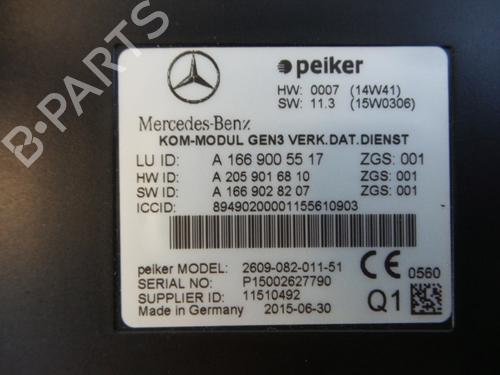 B-PARTS
peiker
HW: 0007 (14W41)
SW: 11.3 (15W0306)
Mercedes-Benz
KOM-MODUL GEN3 VERK.DAT.DIENST
LU ID: A 166 900 55 17 ZGS: 001
HW ID: A 205 901 68 10 ZGS: 001
SW ID: A 166 902 82 07 ZGS: 001
ICCID: 89490200001155610903
peiker MODEL: 2609-082-011-51
SERIAL NO: P15002627790
SUPPLIER ID: 11510492
Made in Germany 2015-06-30
CE 0560
Q1